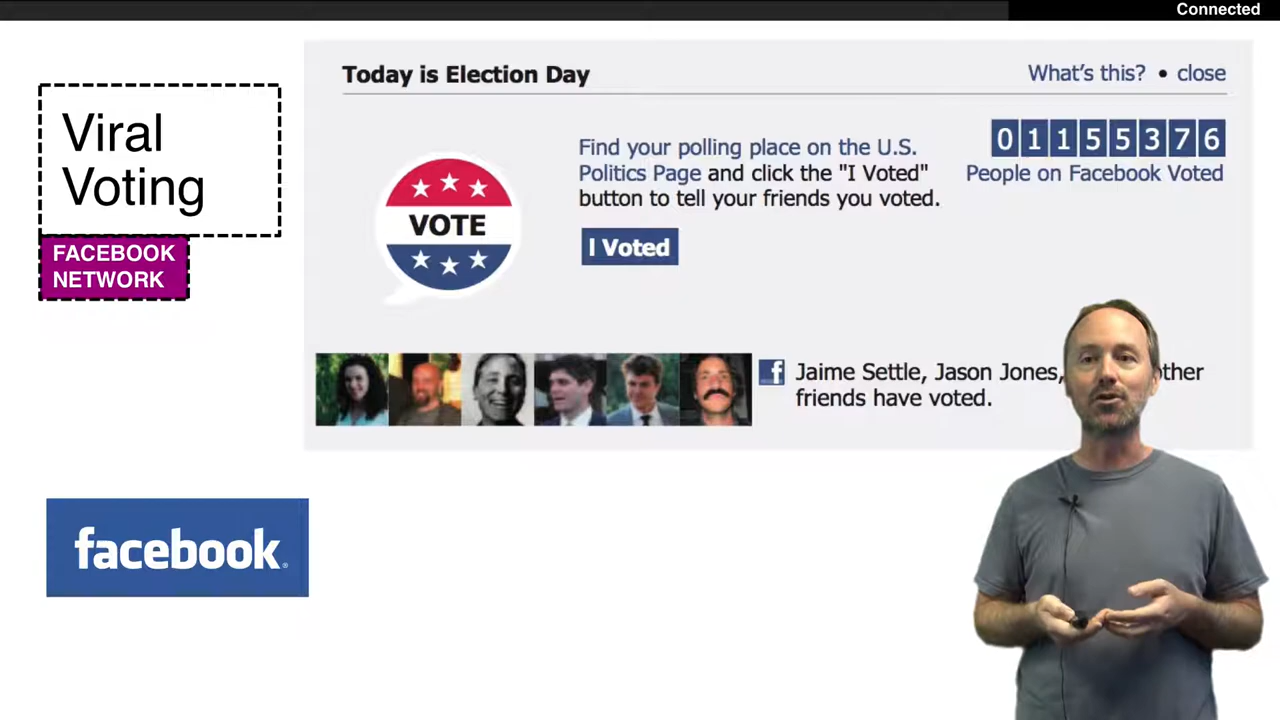 Connected
Viral
Voting
FACEBOOK
NETWORK
Today is Election Day
What's this? • close
Find your polling place on the U.S.
Politics Page and click the "I Voted"
button to tell your friends you voted.
I Voted
01155376
People on Facebook Voted
VOTE
f
Jaime Settle, Jason Jones, other
friends have voted.
facebook®